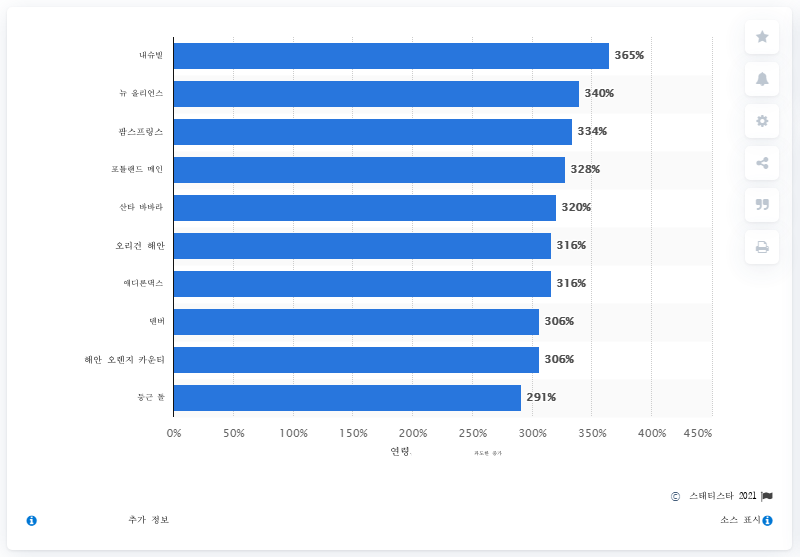 내슈빌 365%
뉴 올리언스 340%
팜스프링스 334%
포틀랜드 메인 328%
산타 바바라 320%
오리건 해안 316%
애디론댁스 316%
덴버 306%
해안 오렌지 카운티 306%
둥근 돌 291%
0% 50% 100% 150% 200% 250% 300% 350% 400% 450%
연령.
© 스태티스타 2021
추가 정보 소스 표시